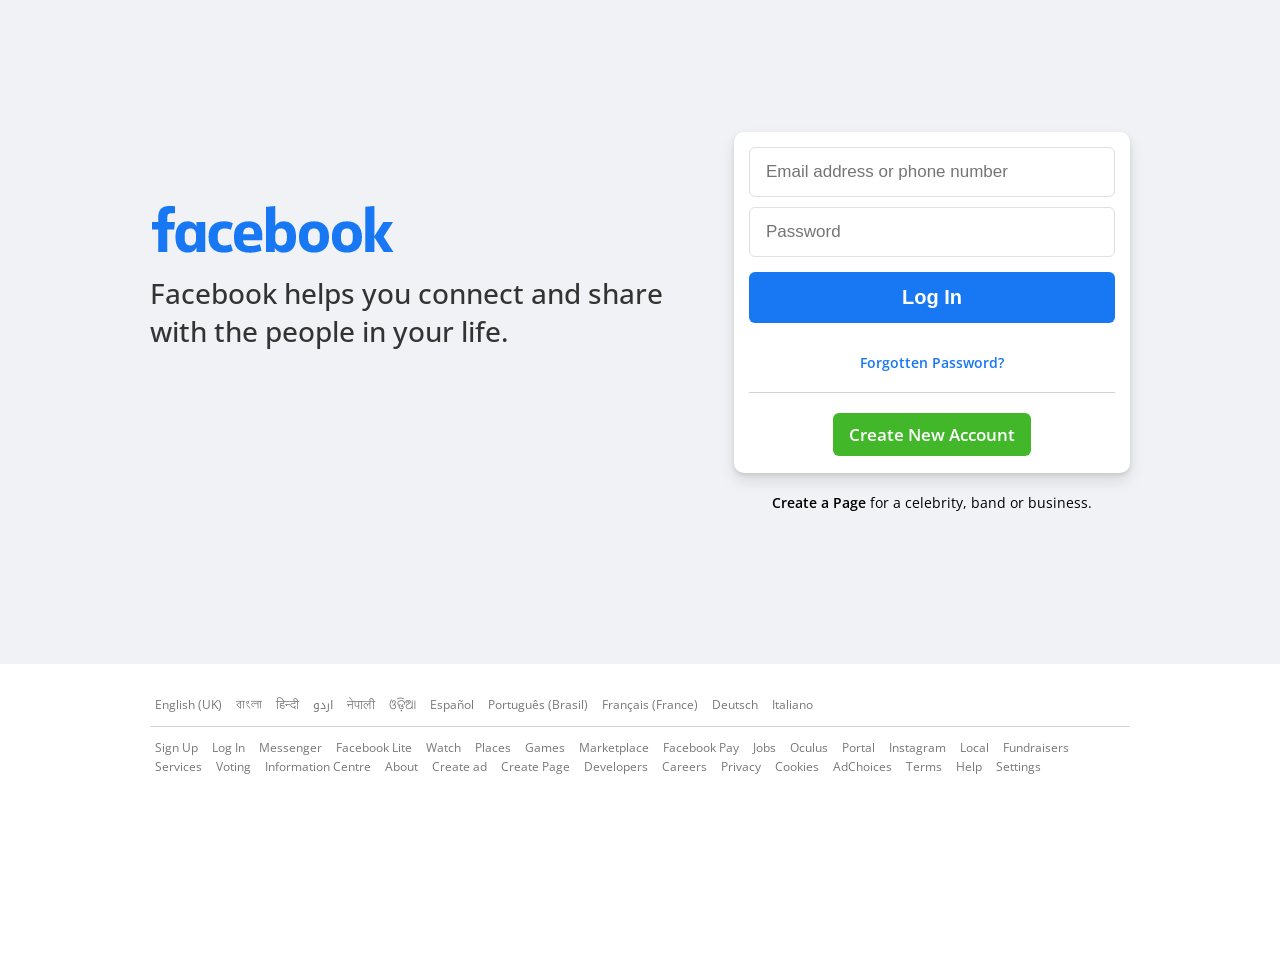 facebook
Facebook helps you connect and share
with the people in your life.
Email address or phone number
Password
Log In
Forgotten Password?
Create New Account
Create a Page for a celebrity, band or business.
English (UK) বাংলা हिन्दी اردو नेपाली ଓଡ଼ିଆ Español Português (Brasil) Français (France) Deutsch Italiano
Sign Up Log In Messenger Facebook Lite Watch Places Games Marketplace Facebook Pay Jobs Oculus Portal Instagram Local Fundraisers
Services Voting Information Centre About Create ad Create Page Developers Careers Privacy Cookies AdChoices Terms Help Settings